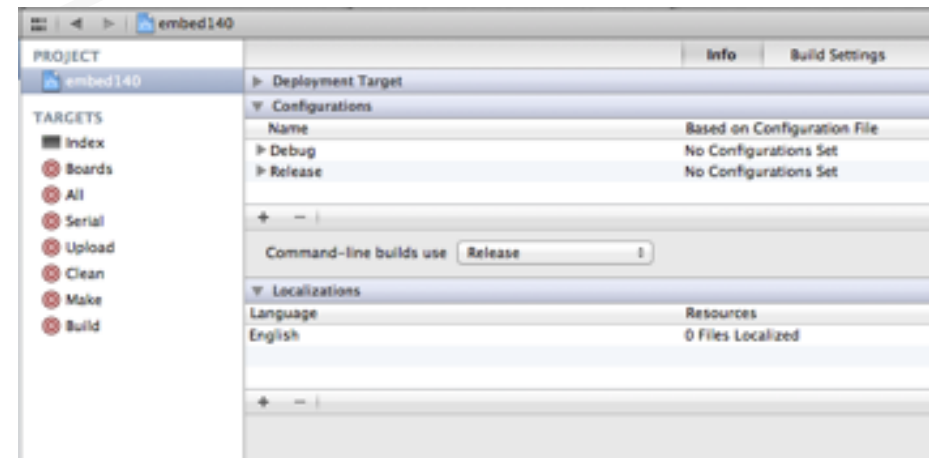 embed140
PROJECT
embed140
TARGETS
Index
Boards
All
Serial
Upload
Clean
Make
Build
Info Build Settings
Deployment Target
Configurations
Name Based on Configuration File
Debug No Configurations Set
Release No Configurations Set
+ −
Command-line builds use Release
Localizations
Language Resources
English 0 Files Localized
+ −